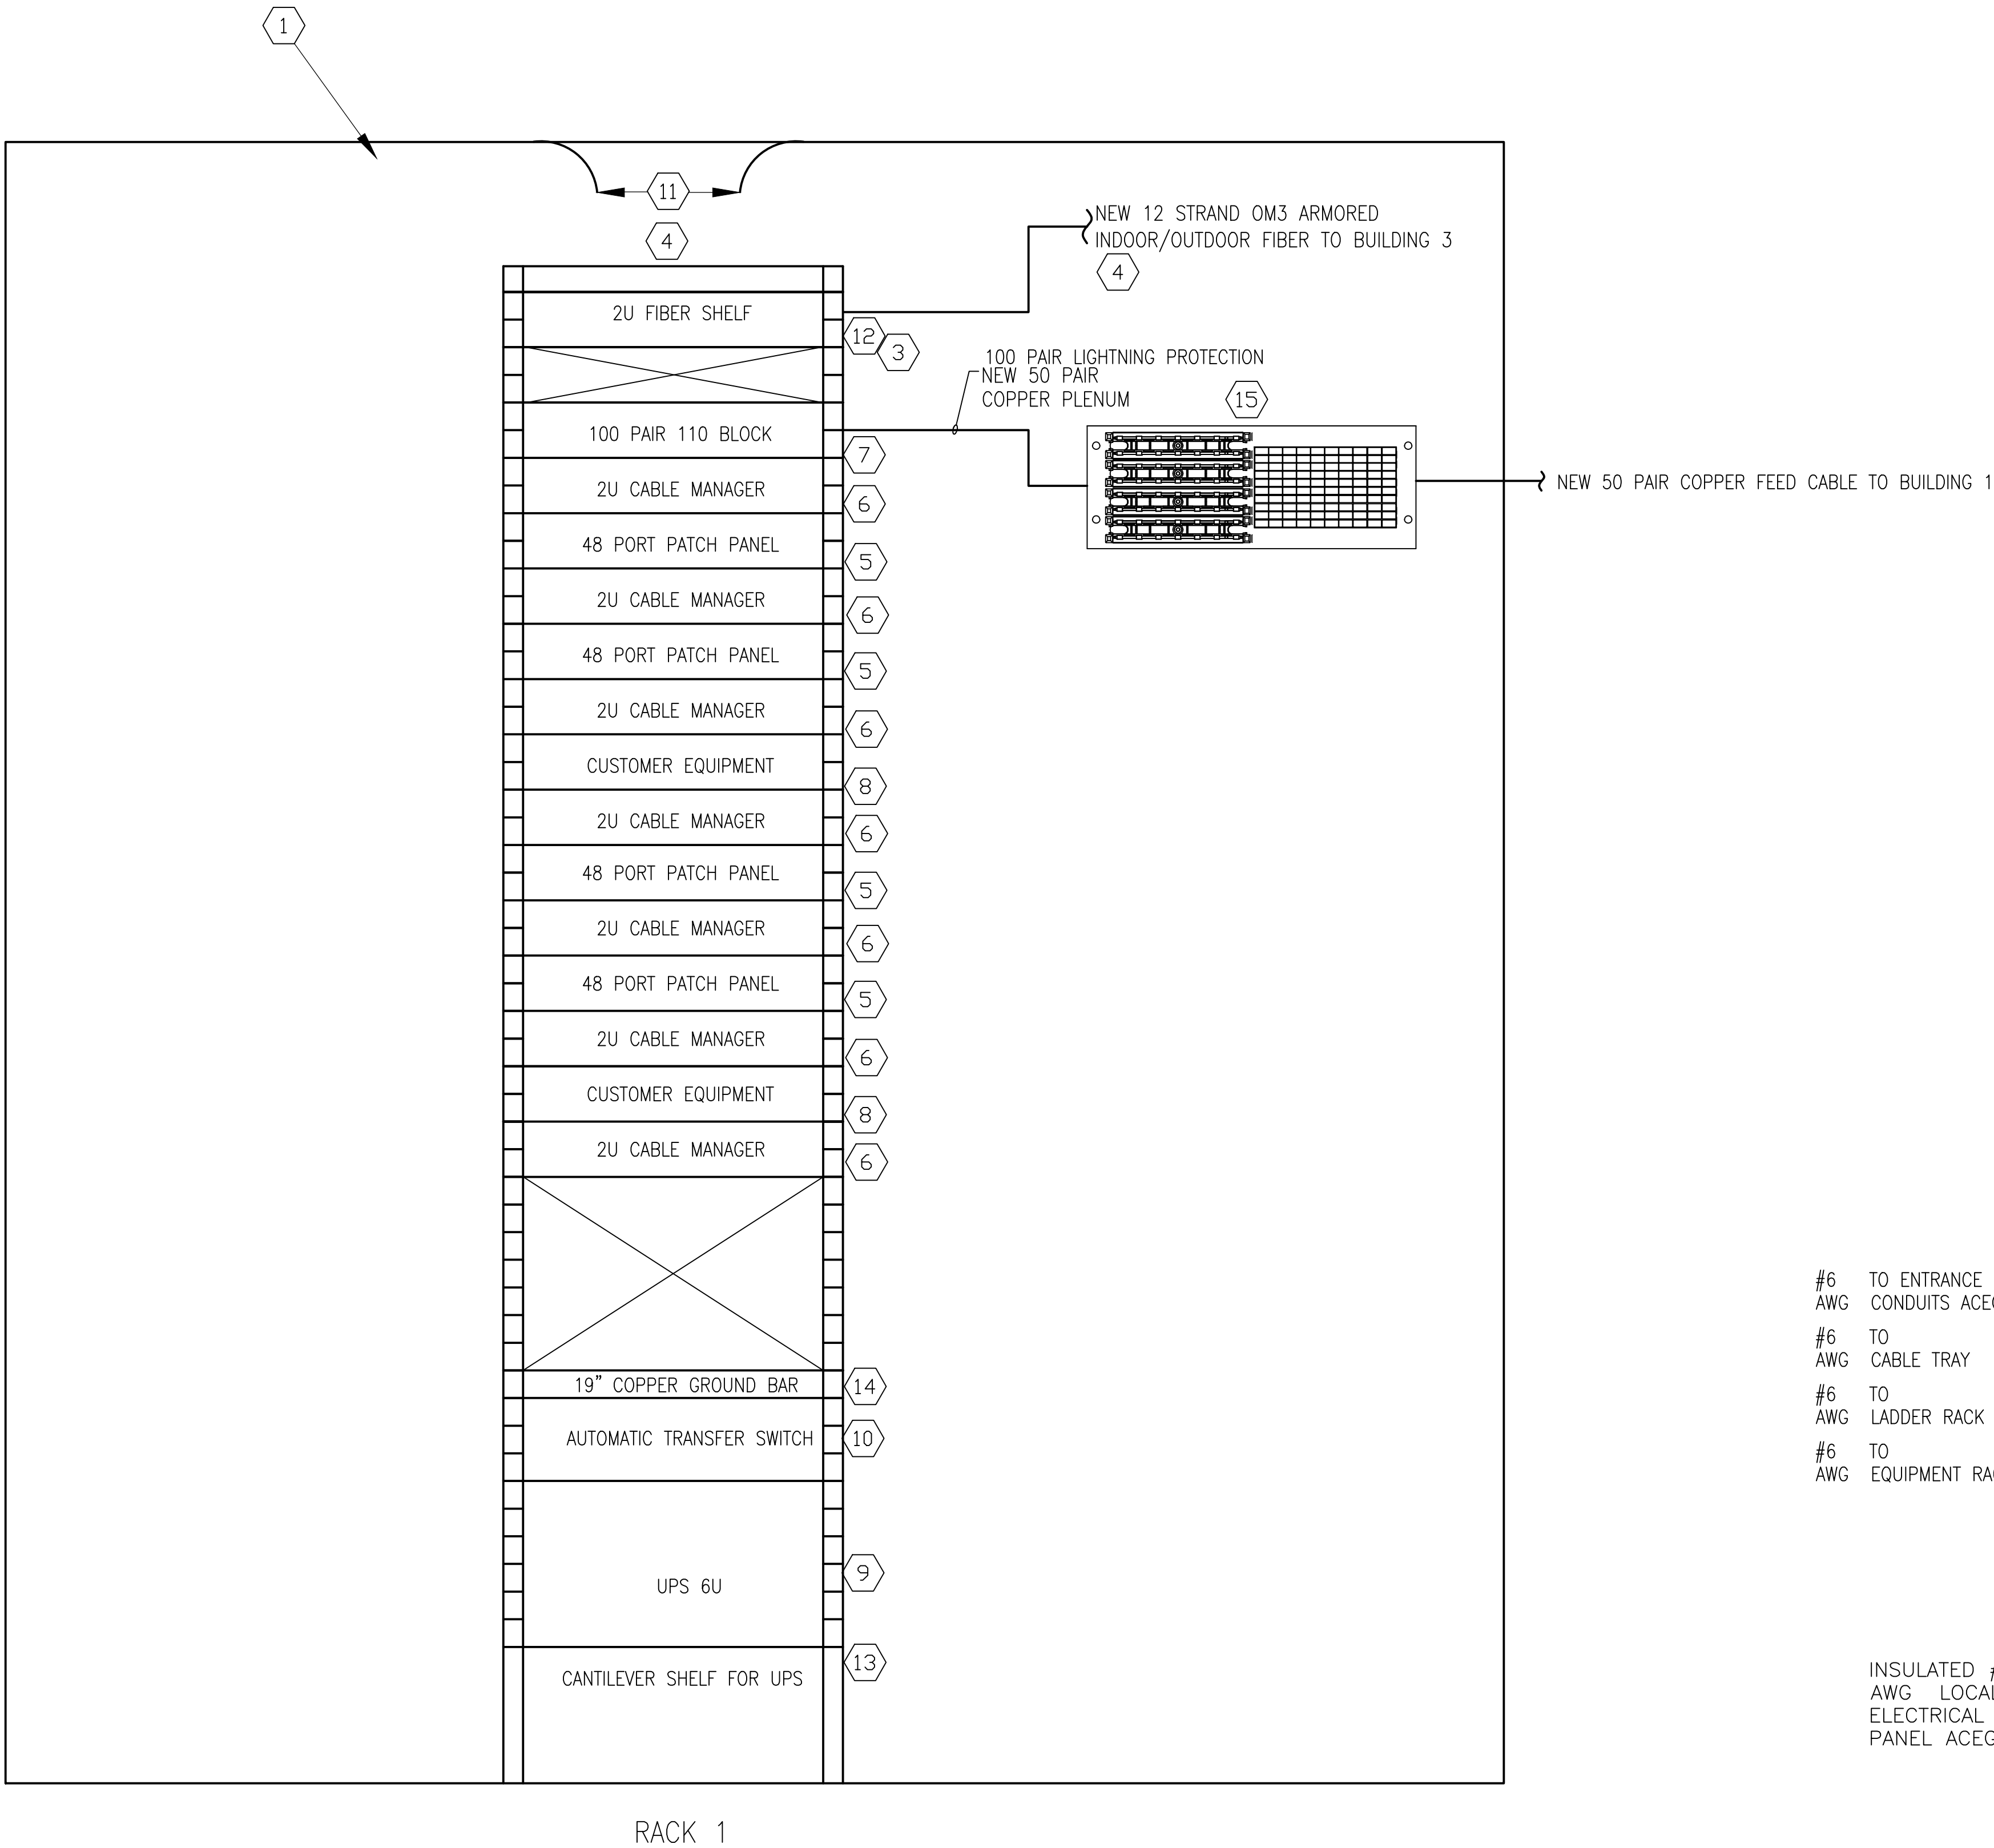 1
11
4
NEW 12 STRAND OM3 ARMORED
INDOOR/OUTDOOR FIBER TO BUILDING 3
4
2U FIBER SHELF
12
3
100 PAIR LIGHTNING PROTECTION
NEW 50 PAIR
COPPER PLENUM
15
100 PAIR 110 BLOCK
7
NEW 50 PAIR COPPER FEED CABLE TO BUILDING 1
2U CABLE MANAGER
6
48 PORT PATCH PANEL
5
2U CABLE MANAGER
6
48 PORT PATCH PANEL
5
2U CABLE MANAGER
6
CUSTOMER EQUIPMENT
8
2U CABLE MANAGER
6
48 PORT PATCH PANEL
5
2U CABLE MANAGER
6
48 PORT PATCH PANEL
5
2U CABLE MANAGER
6
CUSTOMER EQUIPMENT
8
2U CABLE MANAGER
6
#6 TO ENTRANCE
AWG CONDUITS
#6 TO
AWG CABLE TRAY
#6 TO
AWG LADDER RACK
#6 TO
AWG EQUIPMENT
19" COPPER GROUND BAR
14
AUTOMATIC TRANSFER SWITCH
10
UPS 6U
9
CANTILEVER SHELF FOR UPS
13
INSULATED
AWG LOCAL
ELECTRICAL
PANEL
RACK 1